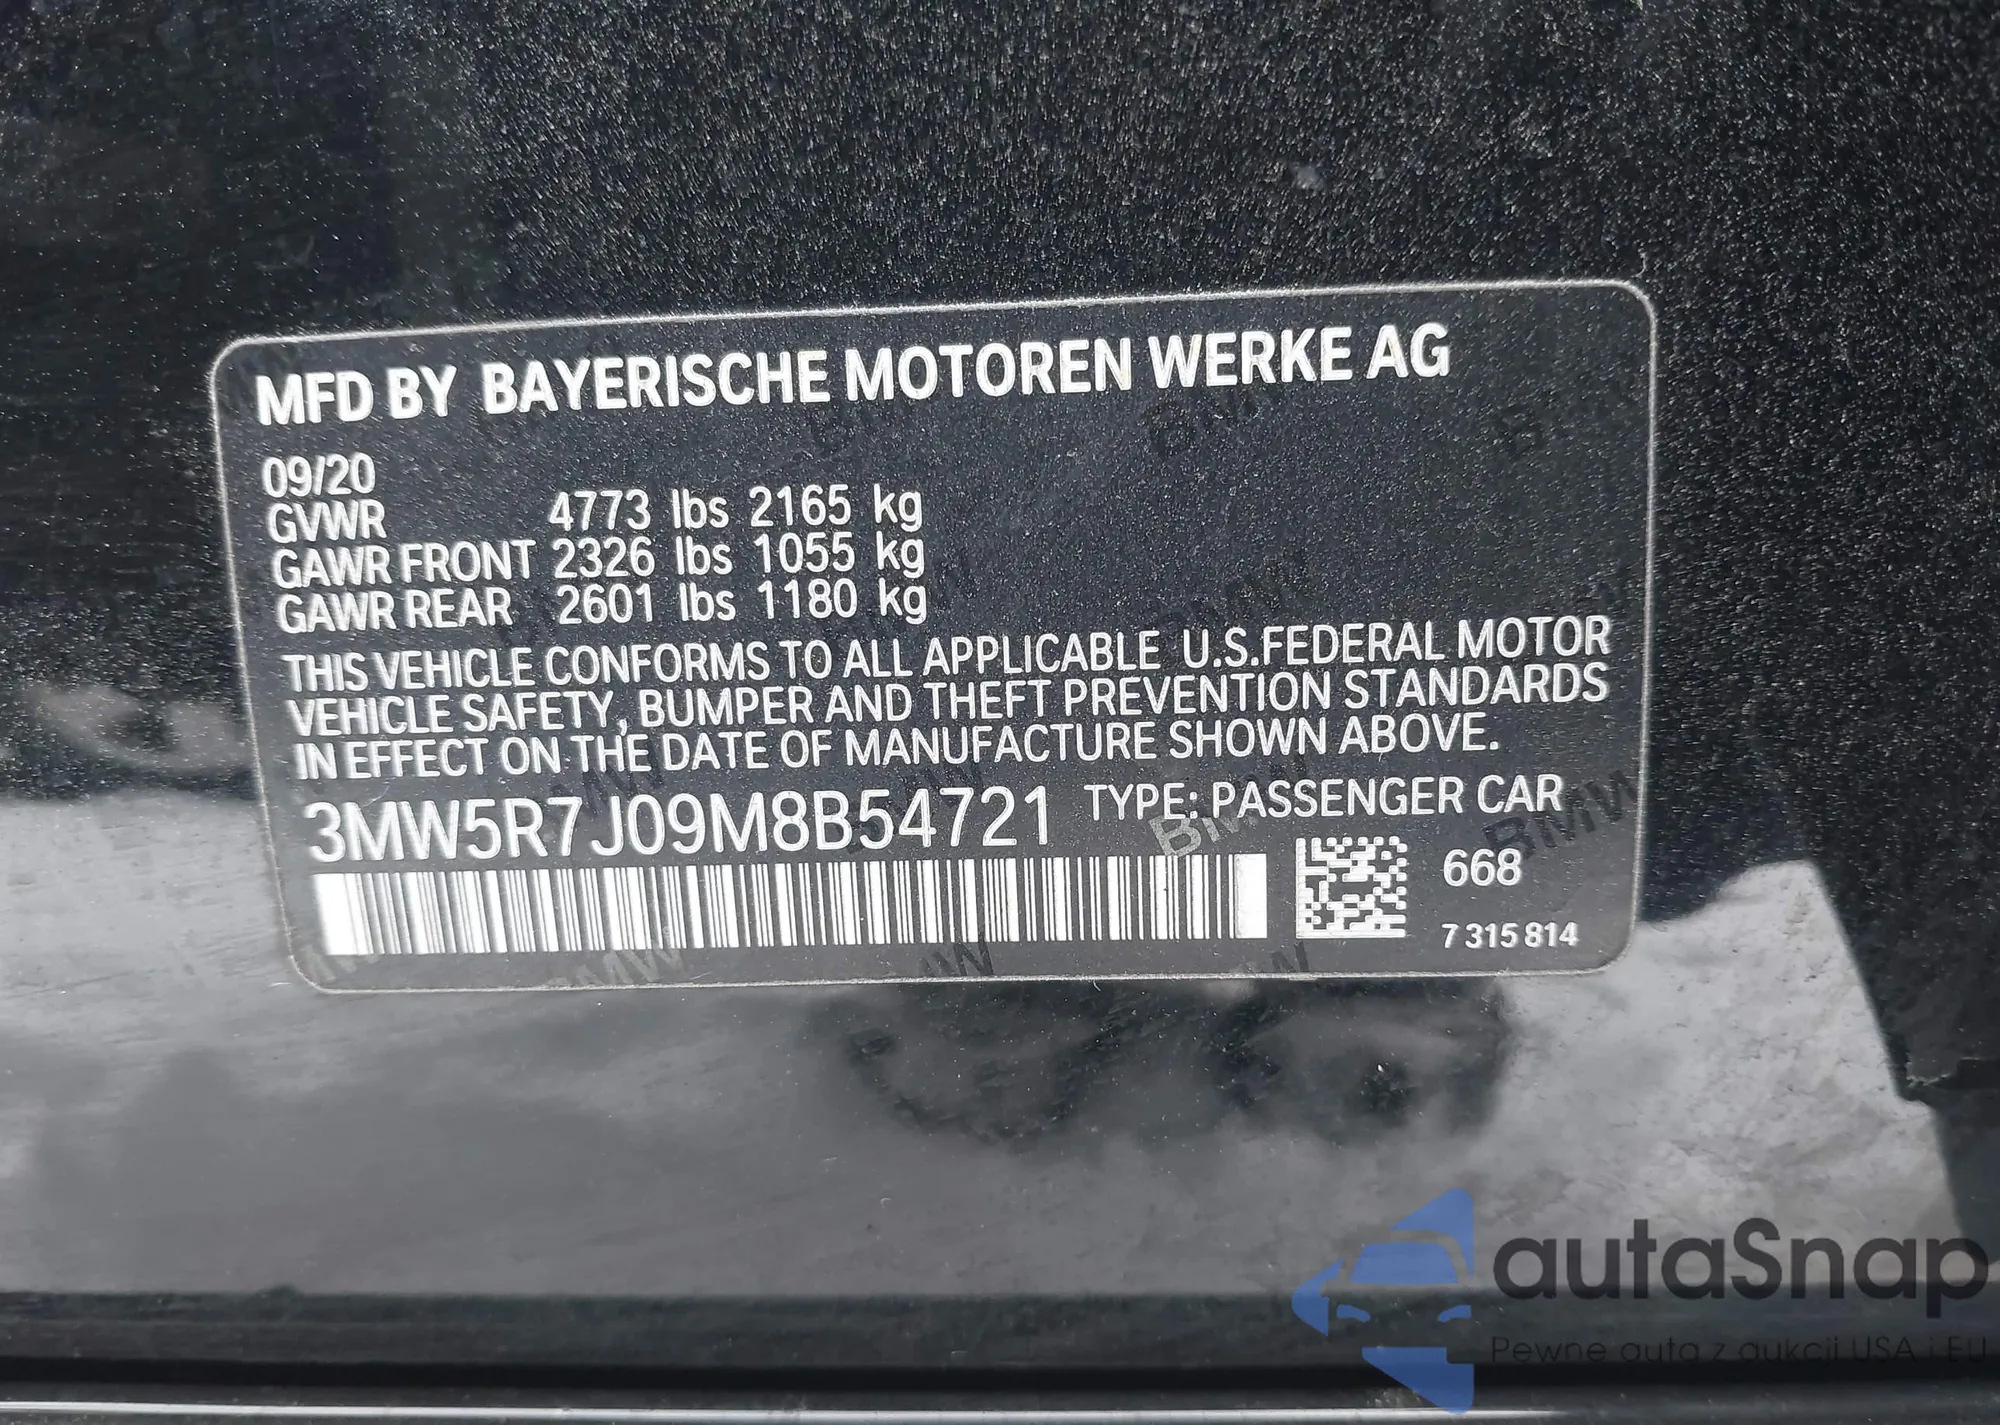 MFD BY BAYERISCHE MOTOREN WERKE AG
09/20
GVWR 4773 lbs 2165 kg
GAWR FRONT 2326 lbs 1055 kg
GAWR REAR 2601 lbs 1180 kg
THIS VEHICLE CONFORMS TO ALL APPLICABLE U.S.FEDERAL MOTOR
VEHICLE SAFETY, BUMPER AND THEFT PREVENTION STANDARDS
IN EFFECT ON THE DATE OF MANUFACTURE SHOWN ABOVE.
3MW5R7J09M8B54721 TYPE: PASSENGER CAR
668
7 315 814
autaSnap
Pewne auta z aukcji USA i EU